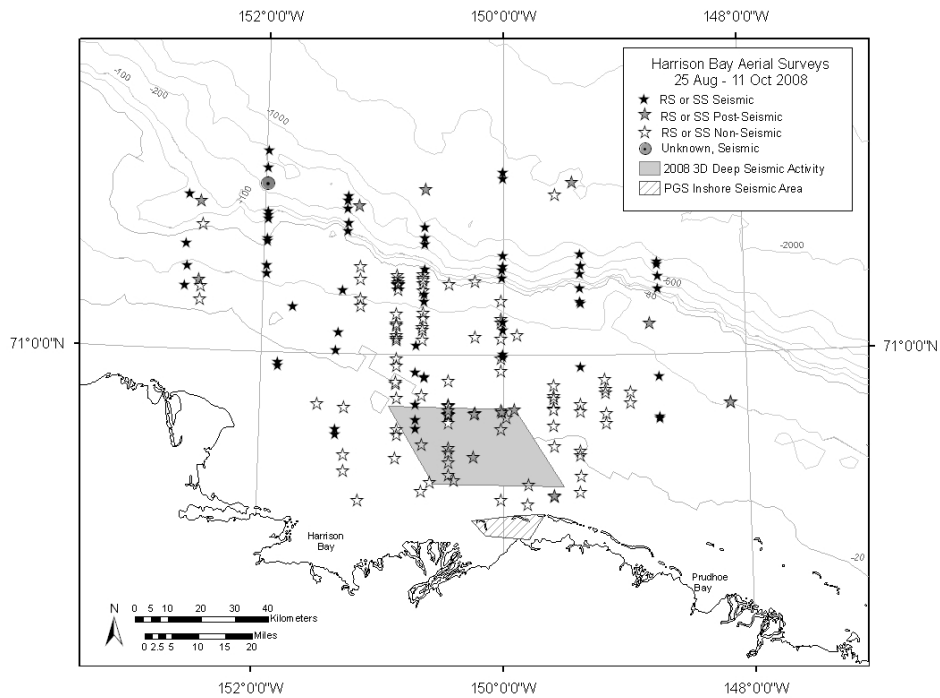 152°0'0"W 150°0'0"W 148°0'0"W
Harrison Bay Aerial Surveys
25 Aug - 11 Oct 2008
RS or SS Seismic
RS or SS Post-Seismic
RS or SS Non-Seismic
Unknown, Seismic
2008 3D Deep Seismic Activity
PGS Inshore Seismic Area
-100
-200
-1000
-100
-2000
-500
-50
71°0'0"N 71°0'0"N
Harrison
Bay
-20
Prudhoe
Bay
N
0 5 10 20 30 40
Kilometers
Miles
0 2.5 5 10 15 20
152°0'0"W 150°0'0"W 148°0'0"W